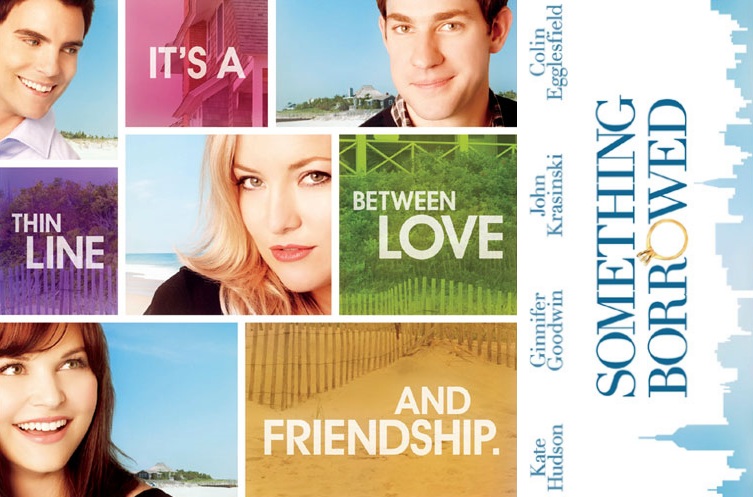 IT'S A
THIN
LINE
BETWEEN
LOVE
AND
FRIENDSHIP.
Kate
Hudson
Ginnifer
Goodwin
John
Krasinski
Colin
Egglesfield
SOMETHING
BORROWED